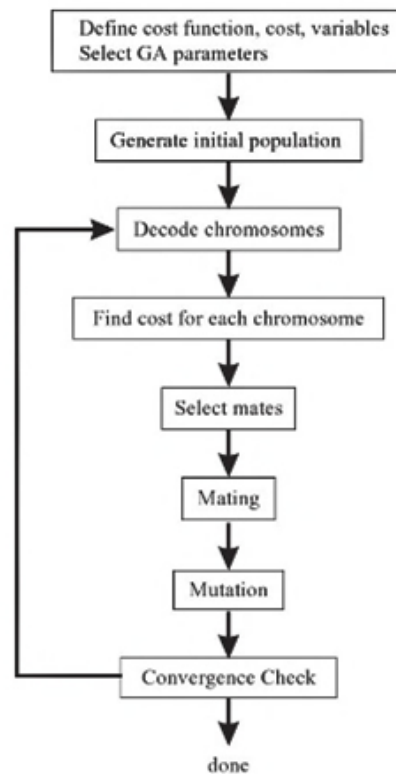 Define cost function, cost, variables
Select GA parameters
Generate initial population
Decode chromosomes
Find cost for each chromosome
Select mates
Mating
Mutation
Convergence Check
done